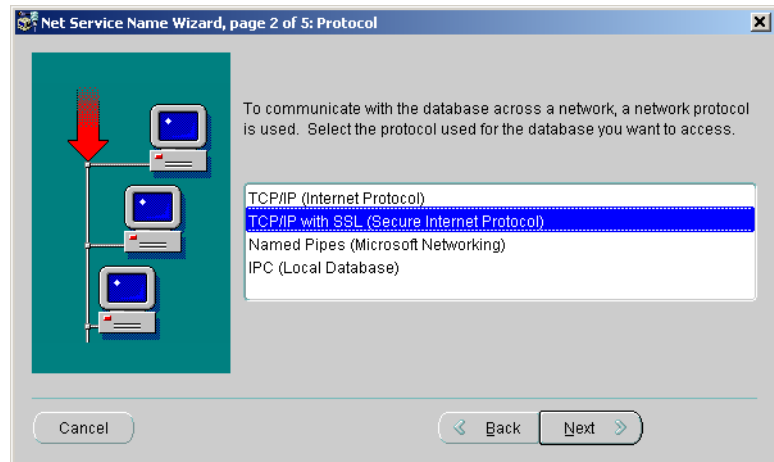 Net Service Name Wizard, page 2 of 5: Protocol
To communicate with the database across a network, a network protocol
is used. Select the protocol used for the database you want to access.
TCP/IP (Internet Protocol)
TCP/IP with SSL (Secure Internet Protocol)
Named Pipes (Microsoft Networking)
IPC (Local Database)
Cancel
Back
Next